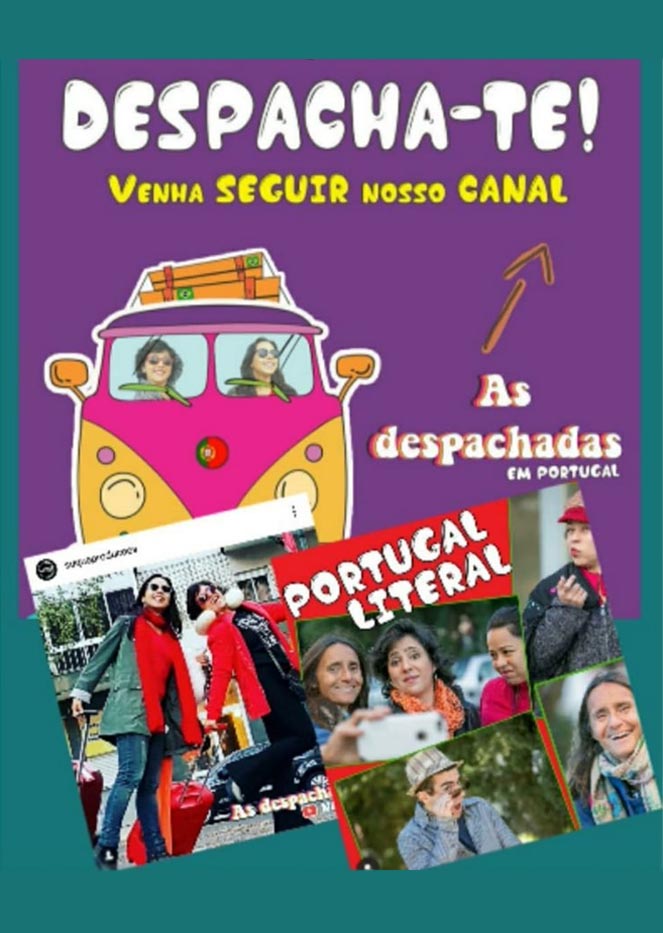 DESPACHA-TE!
VENHA SEGUIR NOSSO CANAL
As
despachadas
EM PORTUGAL
PORTUGAL
LITERAL
As despacha